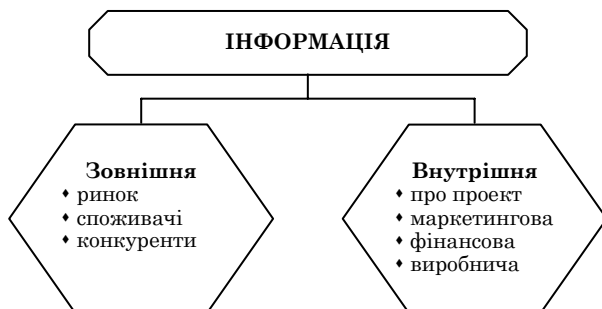 ІНФОРМАЦІЯ
Зовнішня
♦ ринок
♦ споживачі
♦ конкуренти
Внутрішня
♦ про проект
♦ маркетингова
♦ фінансова
♦ виробнича